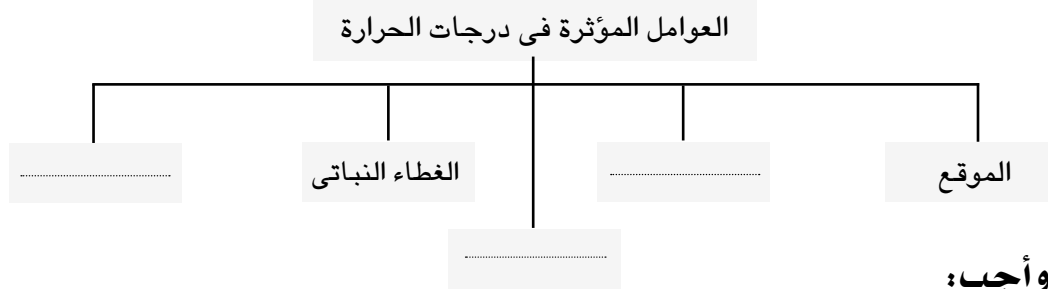 العوامل المؤثرة فى درجات الحرارة
الموقع
..............................
الغطاء النباتى
..............................
..............................
وأجب: